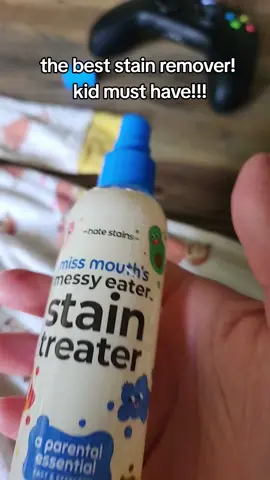 the best stain remover!
kid must have!!!
hate stains
miss mouth's
messy eater.
stain
treater
a parental
essential